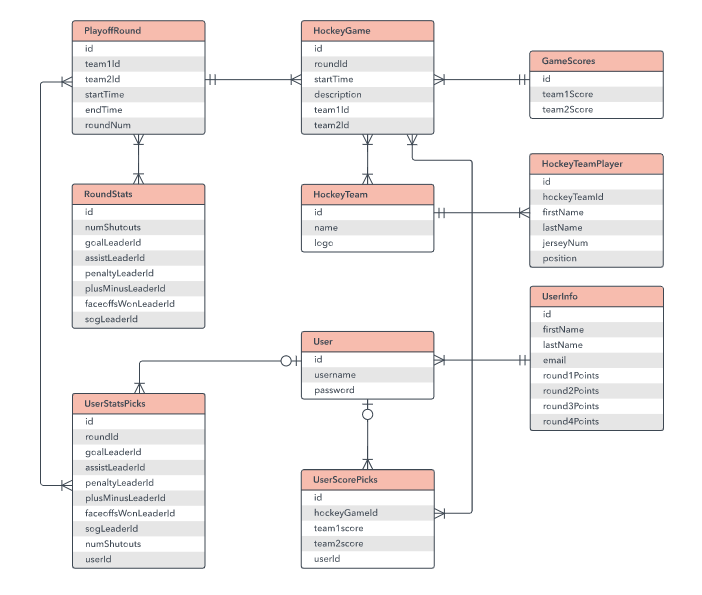 PlayoffRound
id
team1Id
team2Id
startTime
endTime
roundNum
HockeyGame
id
roundId
startTime
description
team1Id
team2Id
GameScores
id
team1Score
team2Score
RoundStats
id
numShutouts
goalLeaderId
assistLeaderId
penaltyLeaderId
plusMinusLeaderId
faceoffsWonLeaderId
sogLeaderId
HockeyTeam
id
name
logo
HockeyTeamPlayer
id
hockeyTeamId
firstName
lastName
jerseyNum
position
User
id
username
password
UserInfo
id
firstName
lastName
email
round1Points
round2Points
round3Points
round4Points
UserStatsPicks
id
roundId
goalLeaderId
assistLeaderId
penaltyLeaderId
plusMinusLeaderId
faceoffsWonLeaderId
sogLeaderId
numShutouts
userId
UserScorePicks
id
hockeyGameId
team1score
team2score
userId